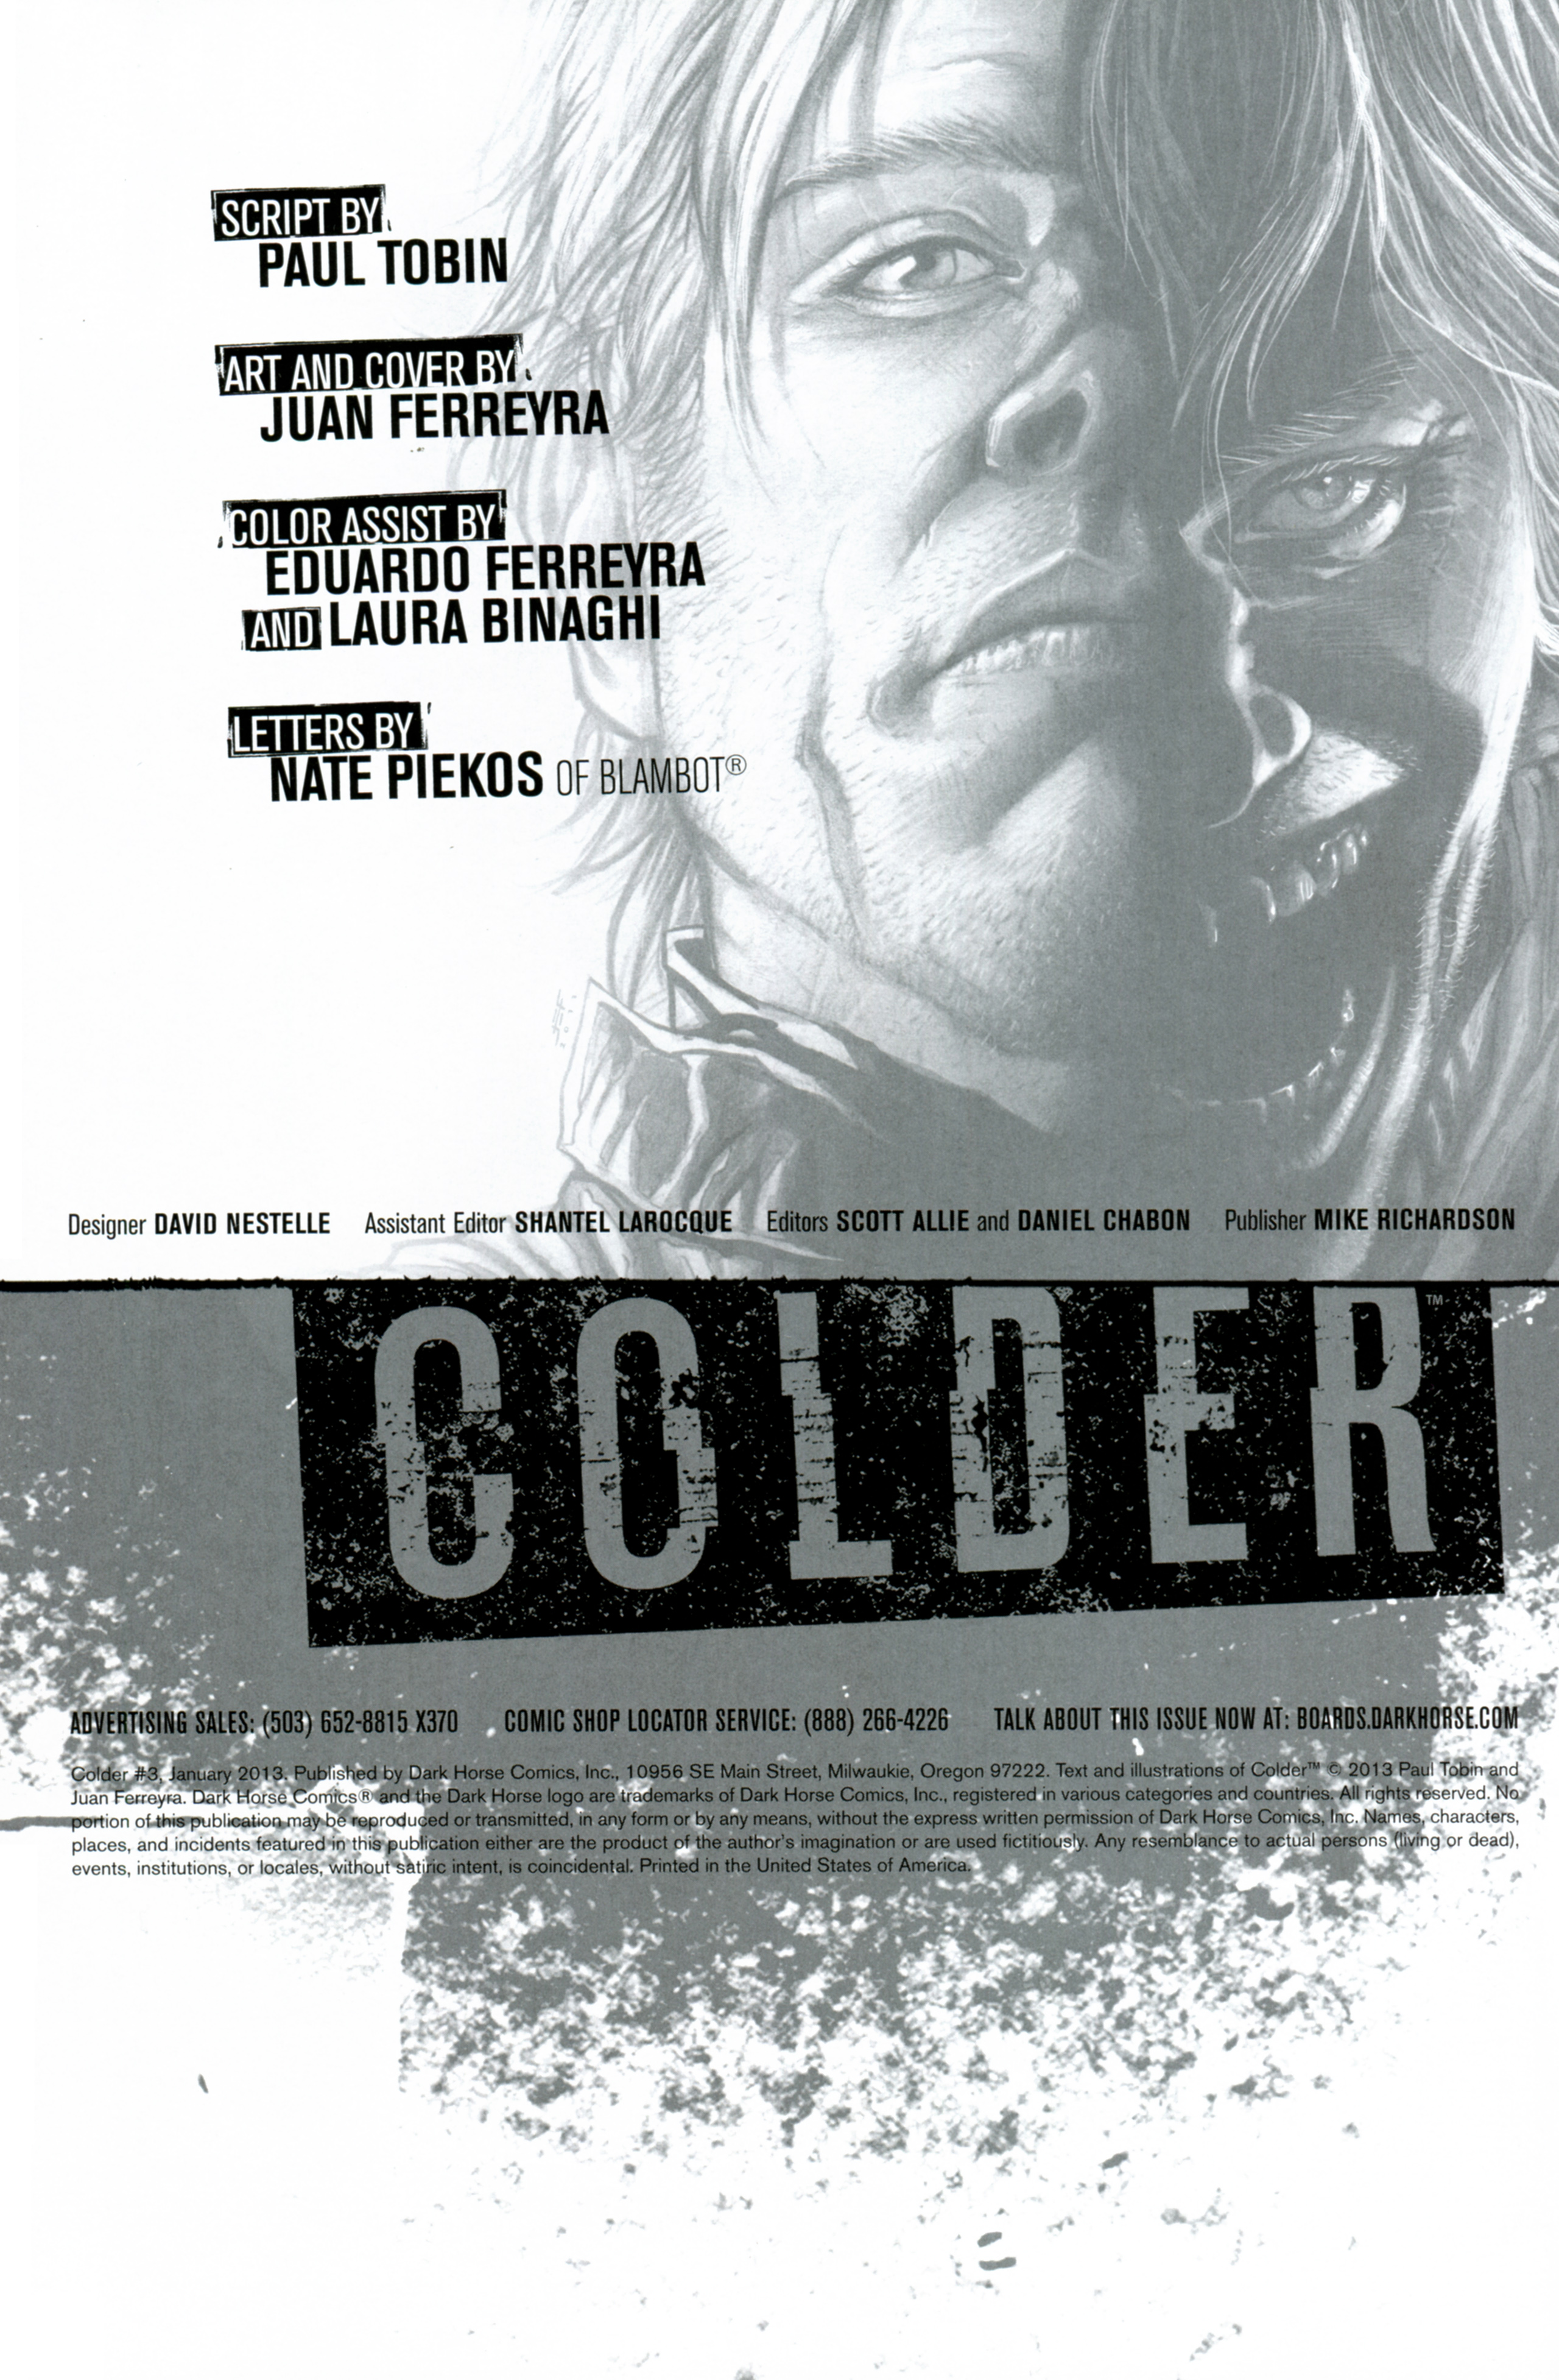 SCRIPT BY
PAUL TOBIN
ART AND COVER BY
JUAN FERREYRA
COLOR ASSIST BY
EDUARDO FERREYRA
AND LAURA BINAGHI
LETTERS BY
NATE PIEKOS OF BLAMBOT®
Designer DAVID NESTELLE Assistant Editor SHANTEL LAROCQUE Editors SCOTT ALLIE and DANIEL CHABON Publisher MIKE RICHARDSON
COLDER™
ADVERTISING SALES: (503) 652-8815 X370 COMIC SHOP LOCATOR SERVICE: (888) 266-4226 TALK ABOUT THIS ISSUE NOW AT: BOARDS.DARKHORSE.COM
Colder #3, January 2013. Published by Dark Horse Comics, Inc., 10956 SE Main Street, Milwaukie, Oregon 97222. Text and illustrations of Colder™ © 2013 Paul Tobin and
Juan Ferreyra. Dark Horse Comics® and the Dark Horse logo are trademarks of Dark Horse Comics, Inc., registered in various categories and countries. All rights reserved. No
portion of this publication may be reproduced or transmitted, in any form or by any means, without the express written permission of Dark Horse Comics, Inc. Names, characters,
places, and incidents featured in this publication either are the product of the author's imagination or are used fictitiously. Any resemblance to actual persons (living or dead),
events, institutions, or locales, without satiric intent, is coincidental. Printed in the United States of America.